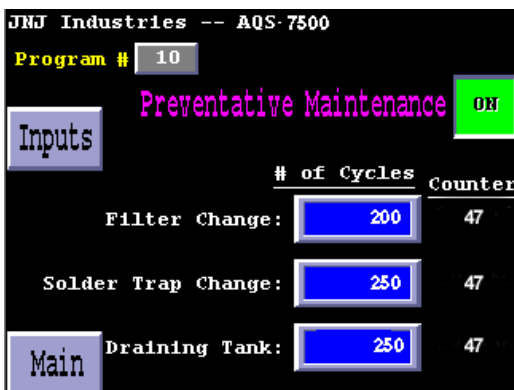 JNJ Industries -- AQS-7500
Program # 10
Preventative Maintenance ON
Inputs
# of Cycles Counter
Filter Change: 200 47
Solder Trap Change: 250 47
Draining Tank: 250 47
Main